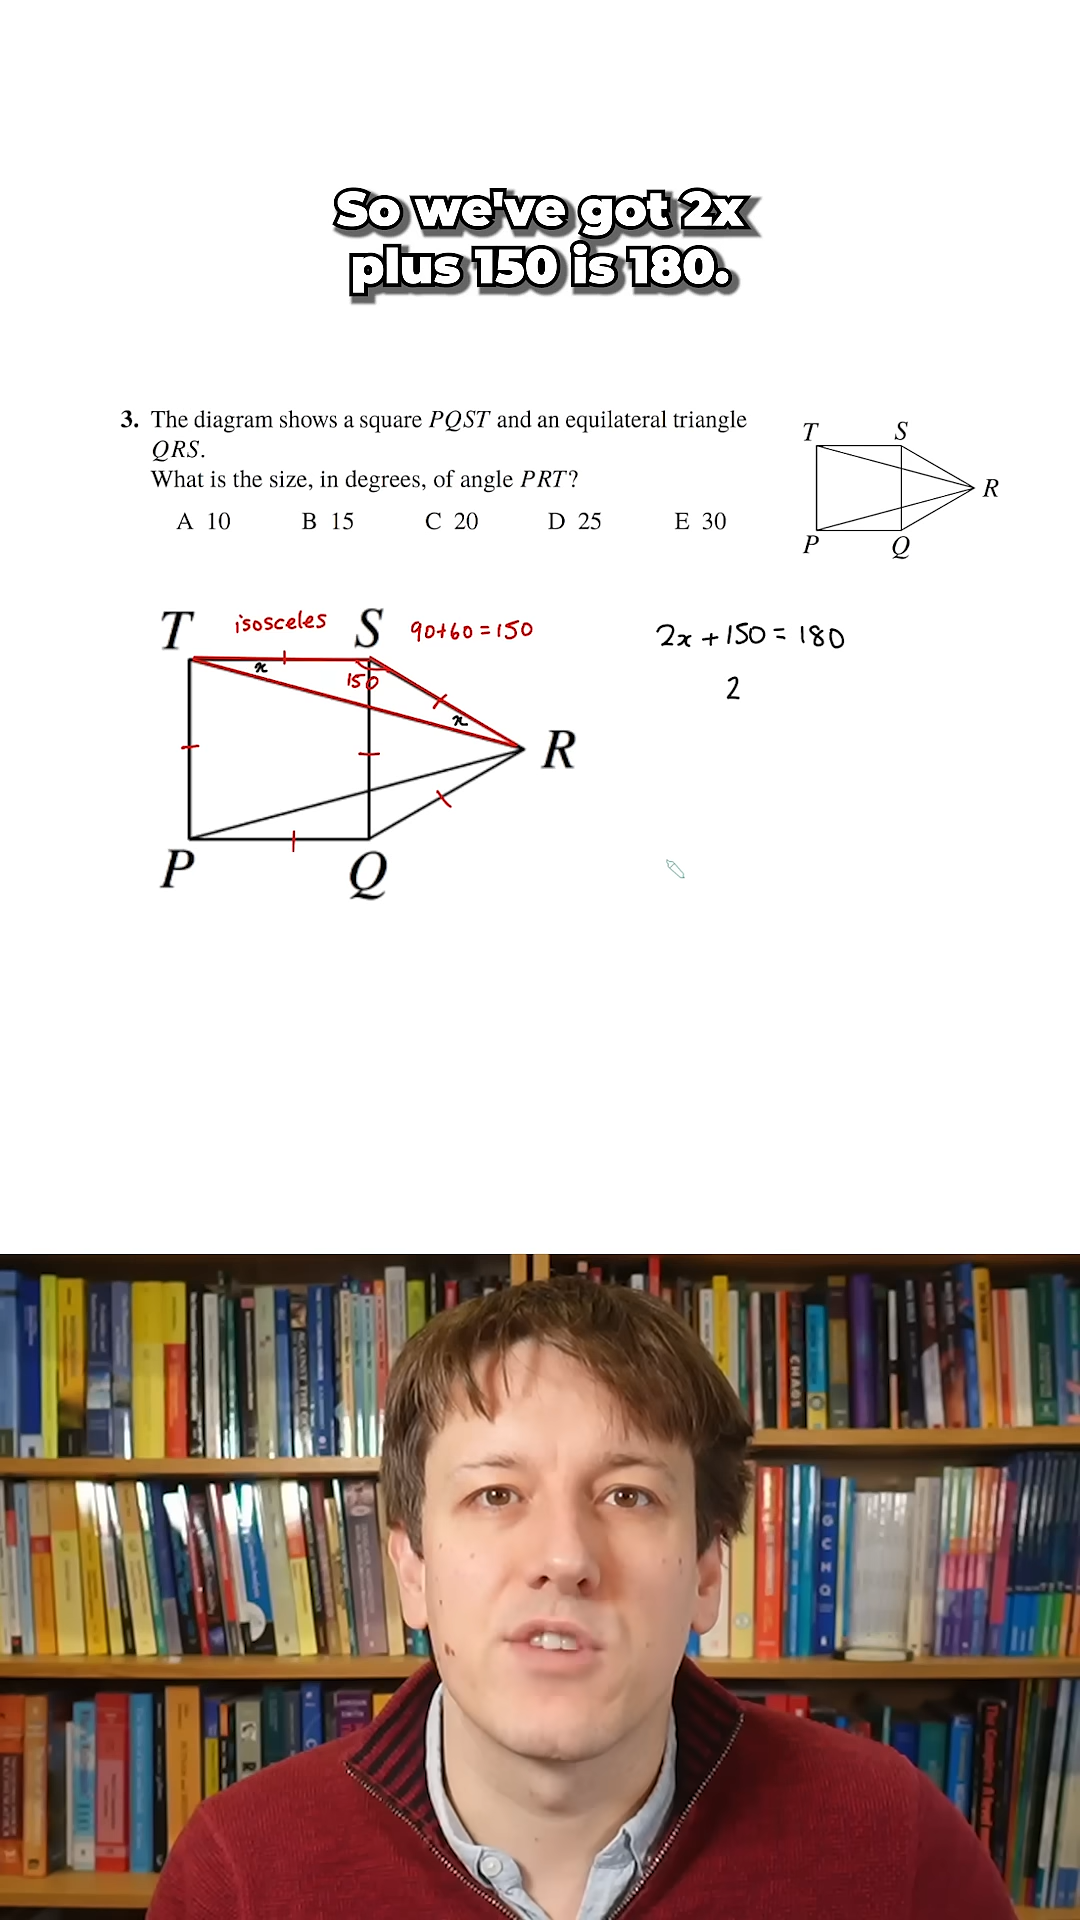 So we've got 2x
plus 150 is 180.
3. The diagram shows a square PQST and an equilateral triangle
QRS.
What is the size, in degrees, of angle PRT?
A 10 B 15 C 20 D 25 E 30
T S
R
P Q
T isosceles S 90+60=150
x 150
x
R
P Q
2x + 150 = 180
2
CHAOS
GCHQ